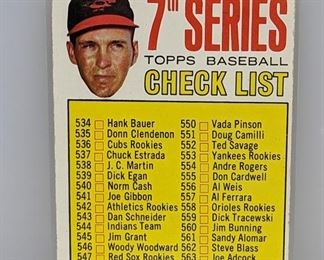 7th SERIES
TOPPS BASEBALL
CHECK LIST
534 Hank Bauer
535 Donn Clendenon
536 Cubs Rookies
537 Chuck Estrada
538 J. C. Martin
539 Dick Egan
540 Norm Cash
541 Joe Gibbon
542 Athletics Rookies
543 Dan Schneider
544 Indians Team
545 Jim Grant
546 Woody Woodward
547 Red Sox Rookies
550 Vada Pinson
551 Doug Camilli
552 Ted Savage
553 Yankees Rookies
554 Andre Rodgers
555 Don Cardwell
556 Al Weis
557 Al Ferrara
558 Orioles Rookies
559 Dick Tracewski
560 Jim Bunning
561 Sandy Alomar
562 Steve Blass
563 Joe Adcock